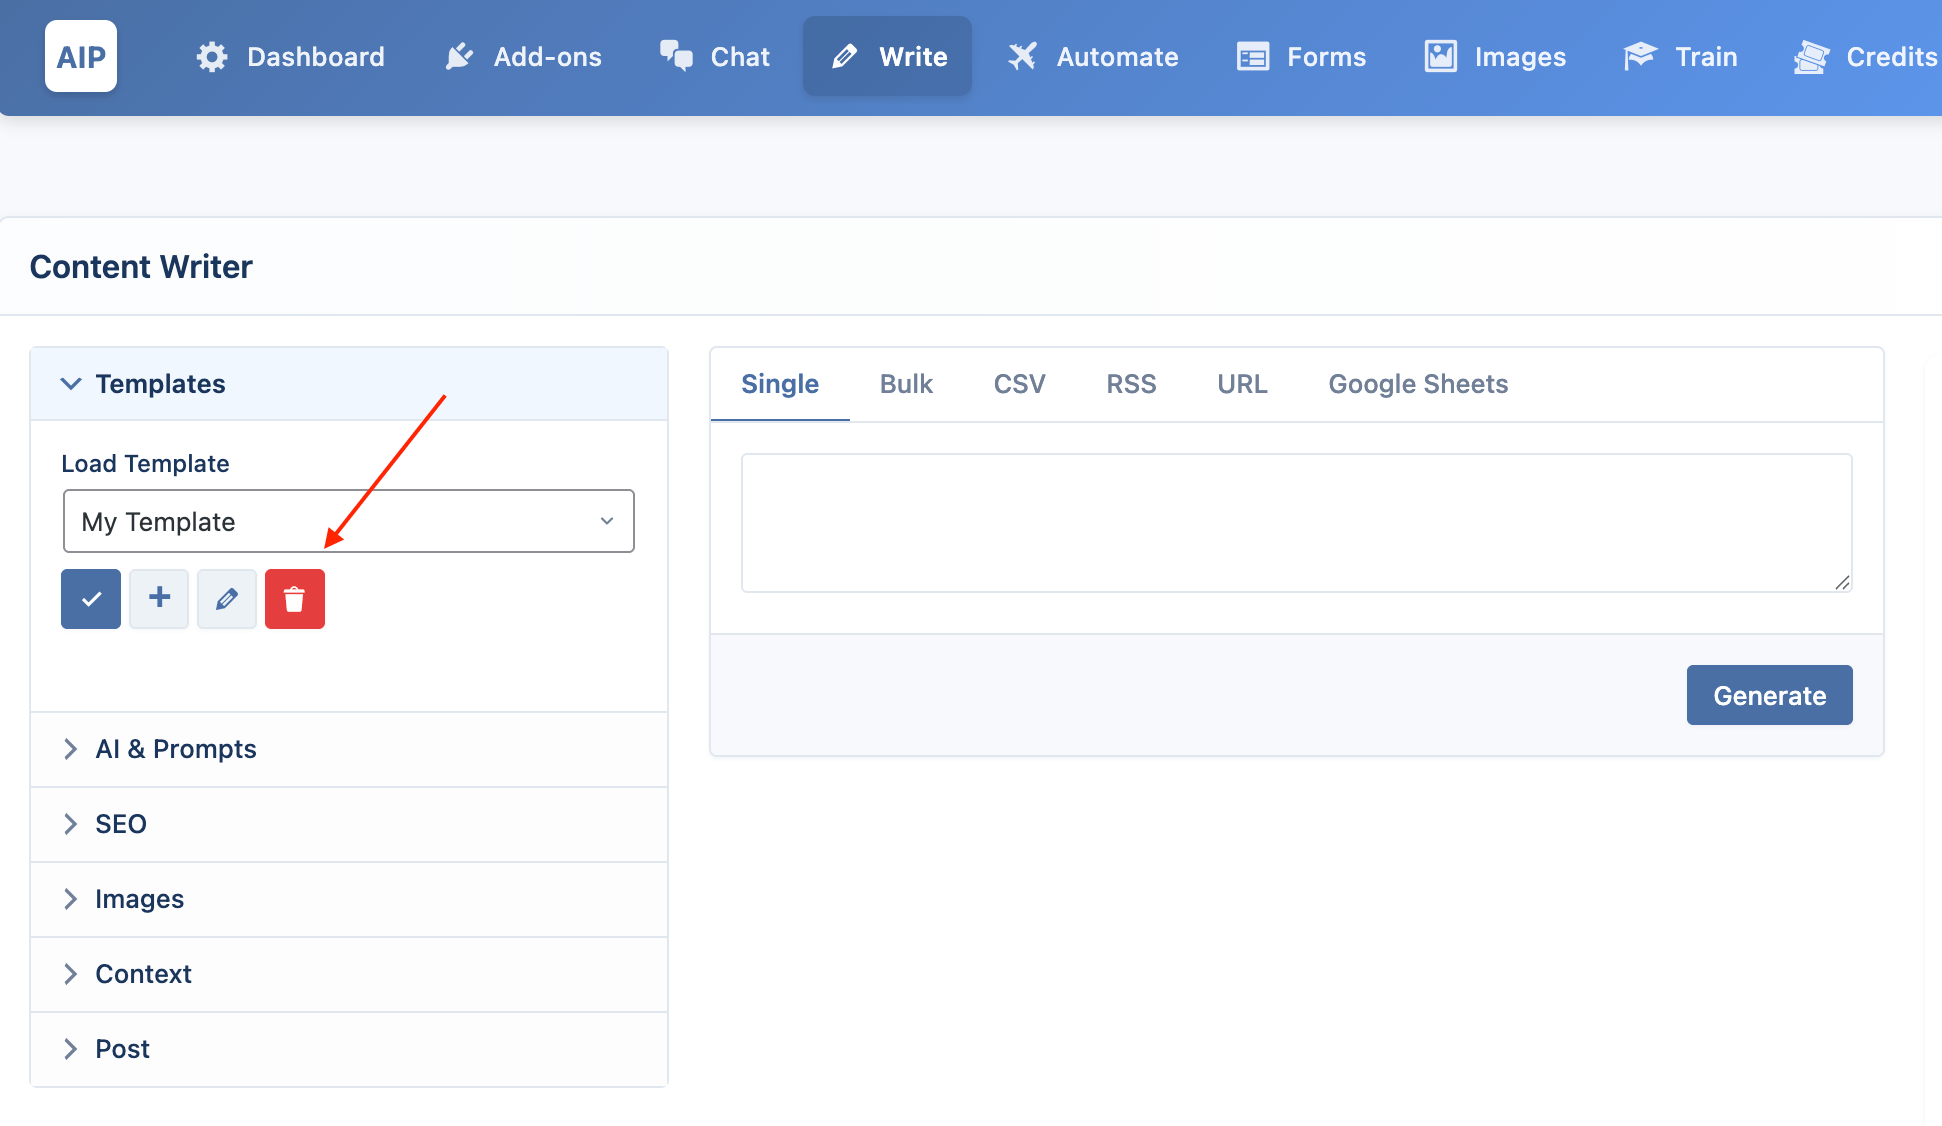 AIP Dashboard Add-ons Chat Write Automate Forms Images Train Credits
Content Writer
Templates
Load Template
My Template
AI & Prompts
SEO
Images
Context
Post
Single Bulk CSV RSS URL Google Sheets
Generate